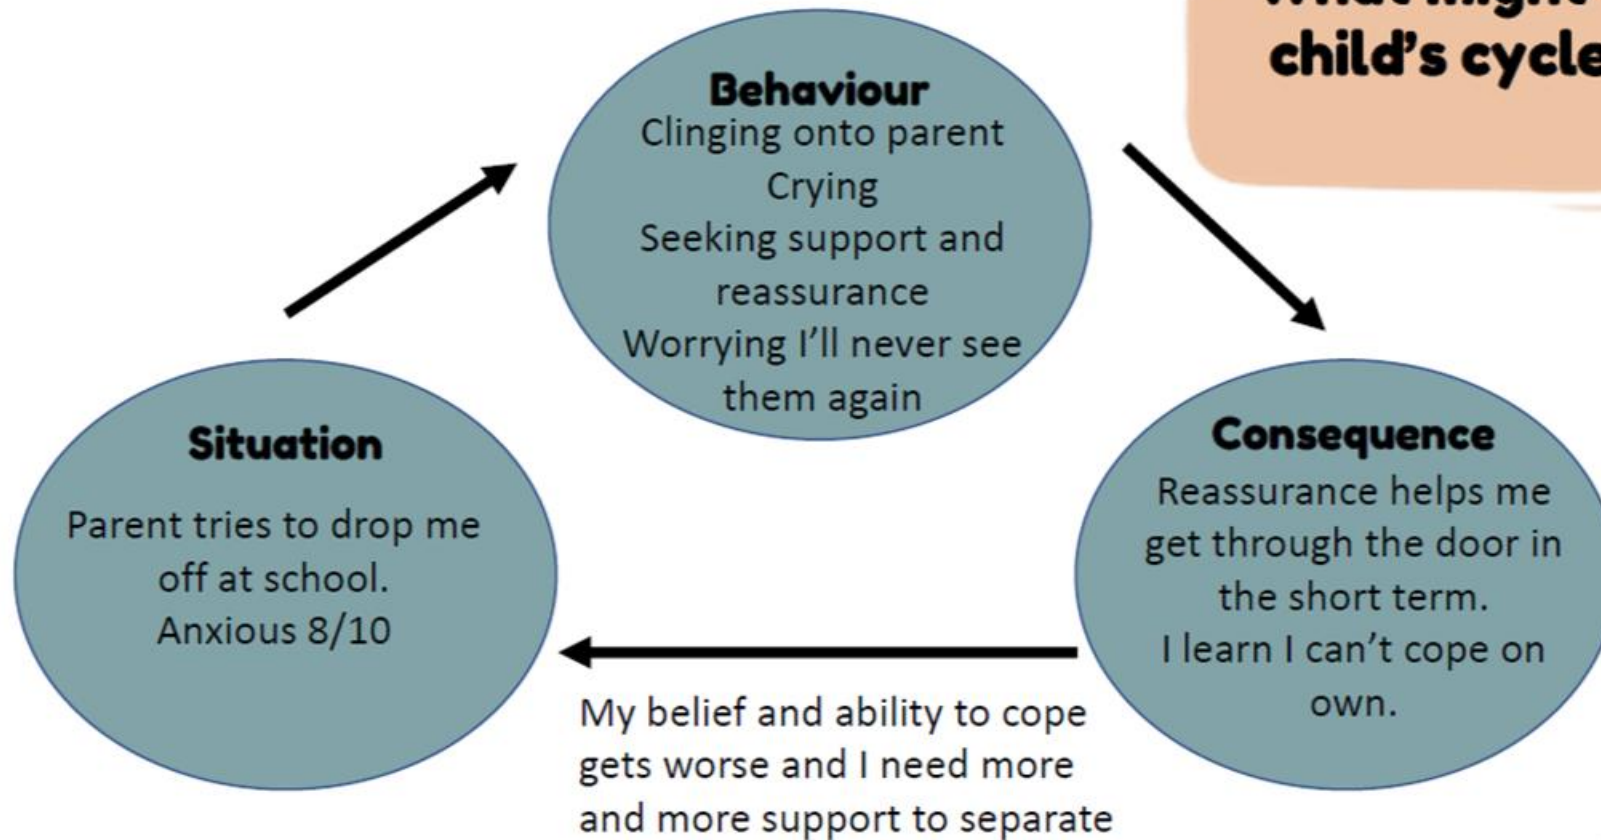 What might
child's cycle
Behaviour
Clinging onto parent
Crying
Seeking support and
reassurance
Worrying I'll never see
them again
Situation
Parent tries to drop me
off at school.
Anxious 8/10
Consequence
Reassurance helps me
get through the door in
the short term.
I learn I can't cope on
own.
My belief and ability to cope
gets worse and I need more
and more support to separate